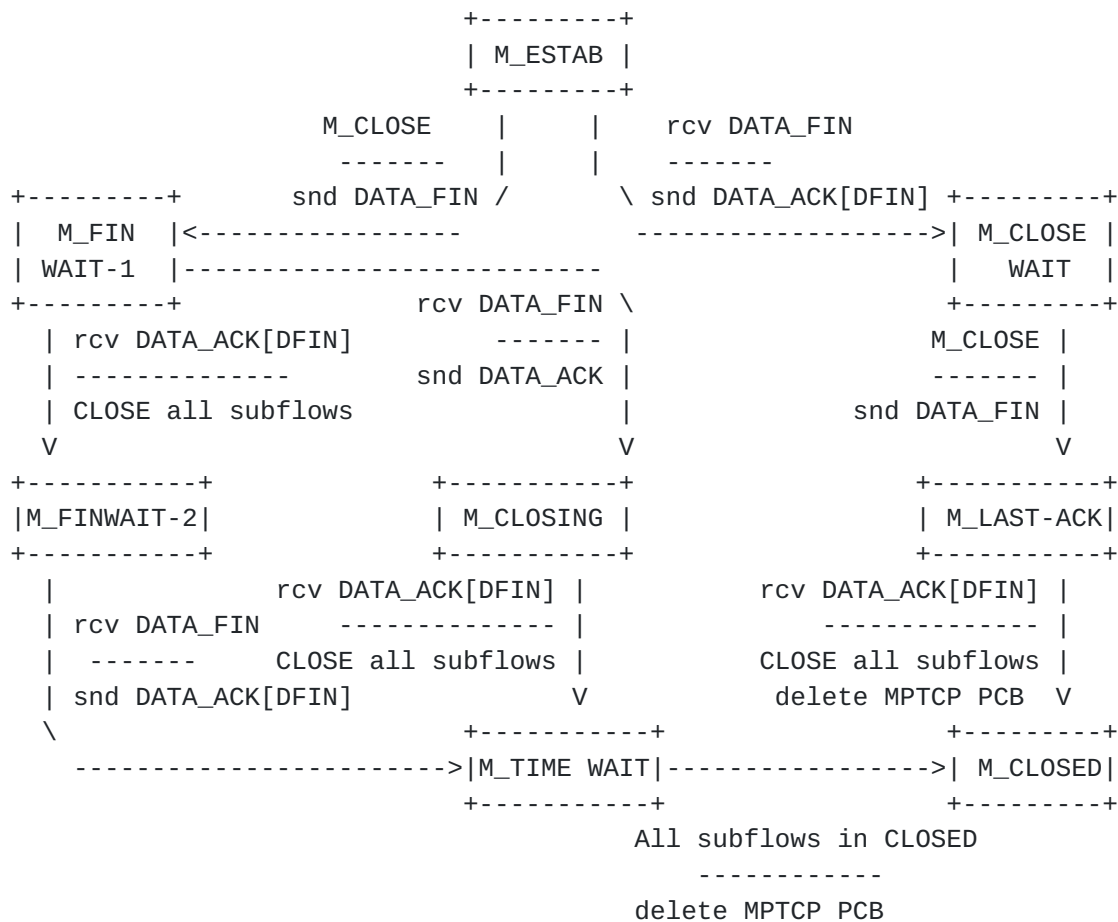 +---------+
                             | M_ESTAB |
                             +---------+
                    M_CLOSE    |     |    rcv DATA_FIN
                     -------   |     |    -------
+---------+       snd DATA_FIN /       \ snd DATA_ACK[DFIN] +---------+
|  M_FIN  |<-----------------           ------------------->| M_CLOSE |
| WAIT-1  |---------------------------                      |   WAIT  |
+---------+               rcv DATA_FIN \                    +---------+
  | rcv DATA_ACK[DFIN]         ------- |                   M_CLOSE |
  | --------------        snd DATA_ACK |                   ------- |
  | CLOSE all subflows                 |              snd DATA_FIN |
  V                                    V                           V
+-----------+              +-----------+                  +-----------+
|M_FINWAIT-2|              | M_CLOSING |                  | M_LAST-ACK|
+-----------+              +-----------+                  +-----------+
  |              rcv DATA_ACK[DFIN] |           rcv DATA_ACK[DFIN] |
  | rcv DATA_FIN     -------------- |               -------------- |
  |  -------     CLOSE all subflows |           CLOSE all subflows |
  | snd DATA_ACK[DFIN]              V            delete MPTCP PCB  V
  \                          +-----------+                  +---------+
    ------------------------>|M_TIME WAIT|----------------->| M_CLOSED|
                             +-----------+                  +---------+
                                        All subflows in CLOSED
                                            ------------
                                        delete MPTCP PCB